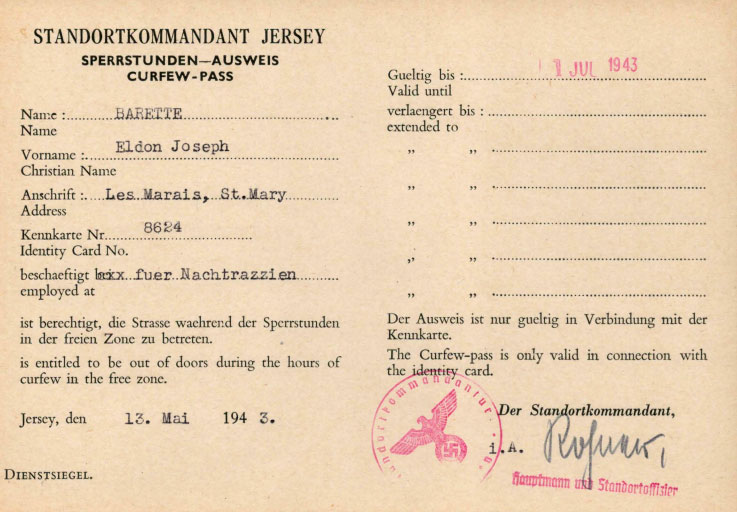 STANDORTKOMMANDANT JERSEY
SPERRSTUNDEN—AUSWEIS
CURFEW-PASS
Name : BARETTE
Name
Vorname : Eldon Joseph
Christian Name
Anschrift : Les Marais, St.Mary
Address
Kennkarte Nr. 8624
Identity Card No.
beschaeftigt fuer Nachtrazzien
employed at
ist berechtigt, die Strasse waehrend der Sperrstunden
in der freien Zone zu betreten.
is entitled to be out of doors during the hours of
curfew in the free zone.
Jersey, den 13. Mai 194 3.
DIENSTSIEGEL.
Gueltig bis : JUL 1943
Valid until
verlaengert bis :
extended to
„ „
„ „
„ „
„ „
„ „
Der Ausweis ist nur gueltig in Verbindung mit der
Kennkarte.
The Curfew-pass is only valid in connection with
the identity card.
Der Standortkommandant,
i.A.
Hauptmann und Standortoffizier